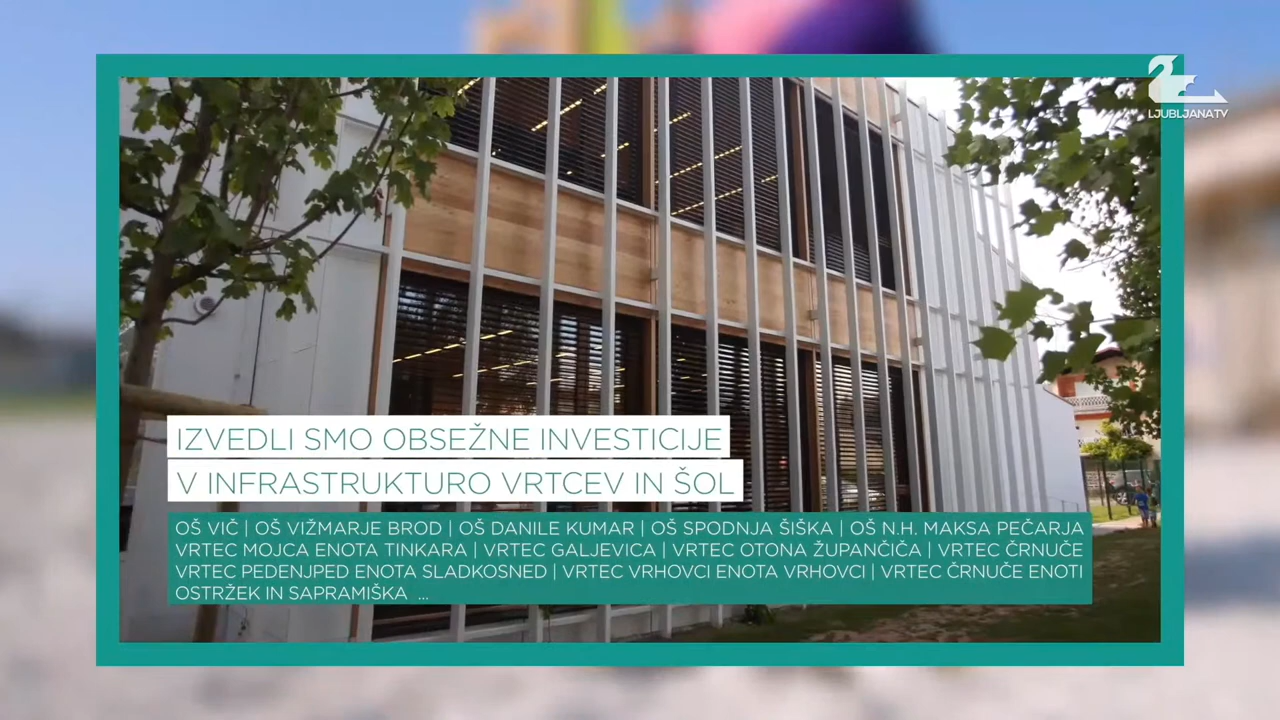 LJUBLJANATV
IZVEDLI SMO OBSEŽNE INVESTICIJE
V INFRASTRUKTURO VRTCEV IN ŠOL
OŠ VIČ | OŠ VIŽMARJE BROD | OŠ DANILE KUMAR | OŠ SPODNJA ŠIŠKA | OŠ N.H. MAKSA PEČARJA
VRTEC MOJCA ENOTA TINKARA | VRTEC GALJEVICA | VRTEC OTONA ŽUPANČIČA | VRTEC ČRNUČE
VRTEC PEDENJPED ENOTA SLADKOSNED | VRTEC VRHOVCI ENOTA VRHOVCI | VRTEC ČRNUČE ENOTI
OSTRŽEK IN SAPRAMIŠKA ...